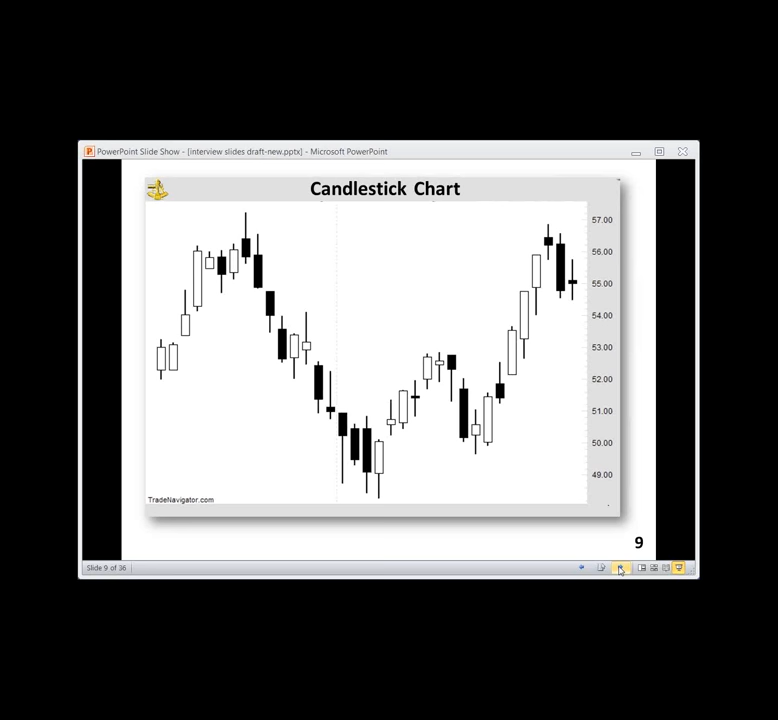 PowerPoint Slide Show - [interview slides draft-new.pptx] - Microsoft PowerPoint
Candlestick Chart
57.00
56.00
55.00
54.00
53.00
52.00
51.00
50.00
49.00
TradeNavigator.com
9
Slide 9 of 36